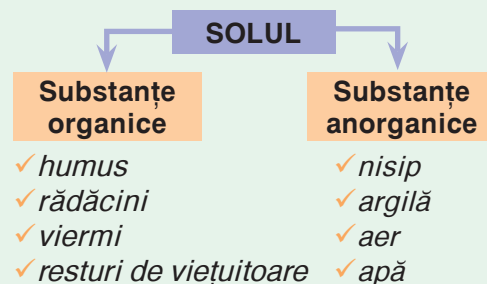 SOLUL
Substanțe
organice
✓ humus
✓ rădăcini
✓ viermi
✓ resturi de viețuitoare
Substanțe
anorganice
✓ nisip
✓ argilă
✓ aer
✓ apă